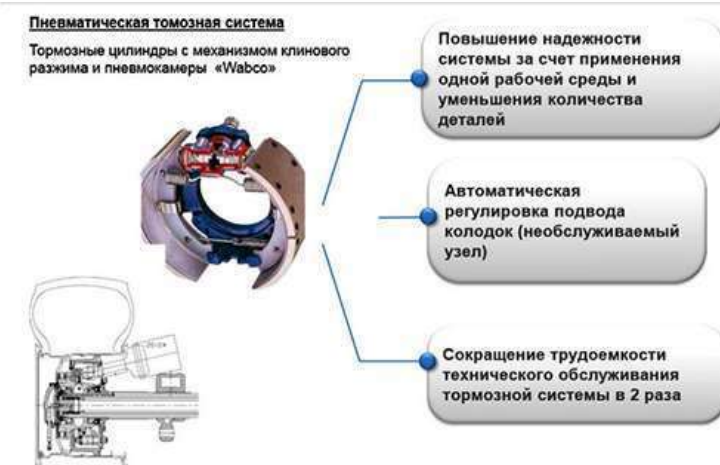 Пневматическая томозная система
Тормозные цилиндры с механизмом клинового
разжима и пневмокамеры «Wabco»
Повышение надежности
системы за счет применения
одной рабочей среды и
уменьшения количества
деталей
Автоматическая
регулировка подвода
колодок (необслуживаемый
узел)
Сокращение трудоемкости
технического обслуживания
тормозной системы в 2 раза